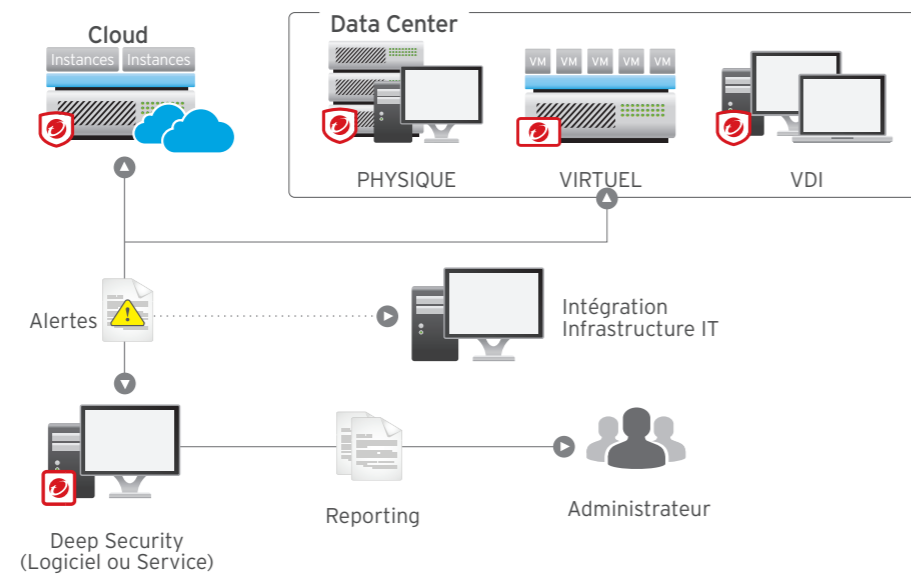 Cloud
Instances Instances
Data Center
VM VM VM VM VM
PHYSIQUE
VIRTUEL
VDI
Alertes
Intégration
Infrastructure IT
Reporting
Administrateur
Deep Security
(Logiciel ou Service)